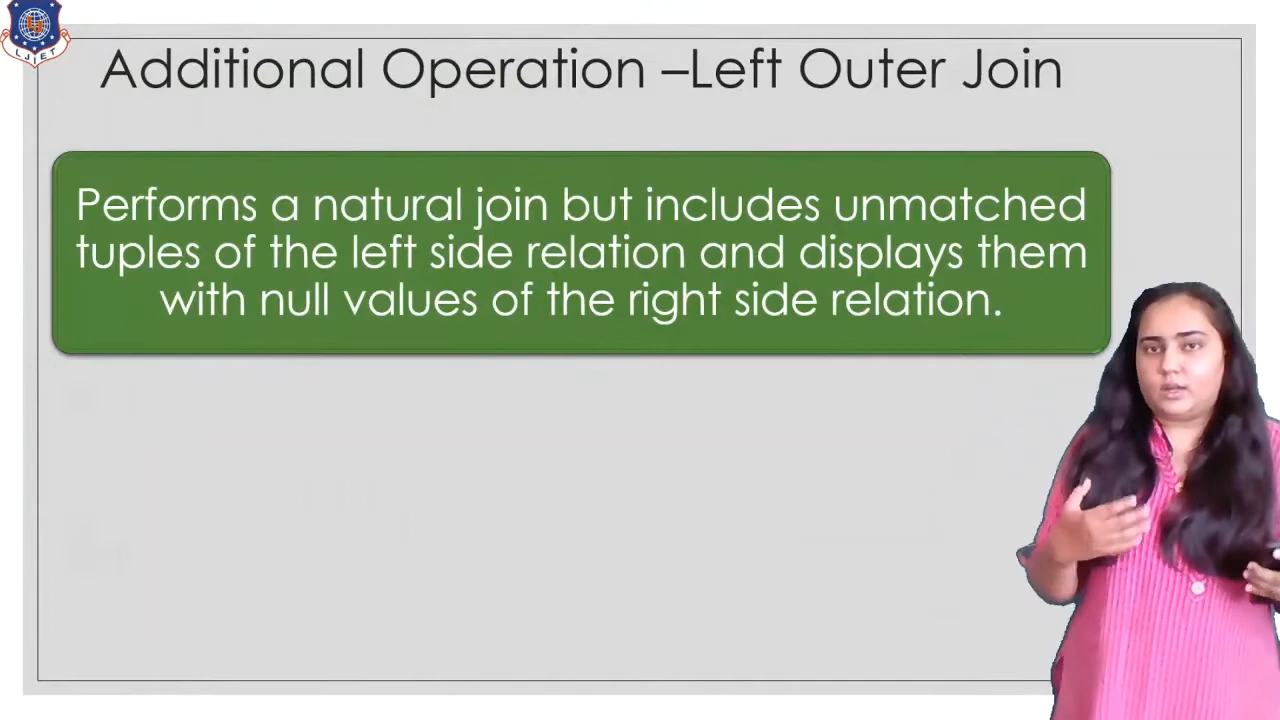 LJIET
Additional Operation –Left Outer Join
Performs a natural join but includes unmatched
tuples of the left side relation and displays them
with null values of the right side relation.